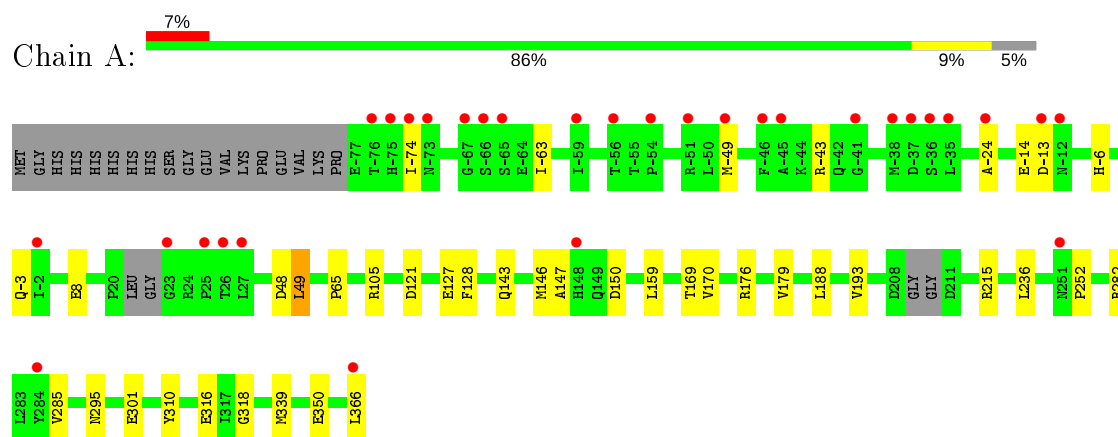 7%
Chain A:
86% 9% 5%
MET GLY HIS HIS HIS HIS HIS HIS SER GLY GLU VAL LYS PRO GLU VAL LYS PRO E-77 T-76 H-75 I-74 N-73 G-67 S-66 S-65 E-64 I-63 I-59 T-56 T-55 P-54 R-51 L-50 M-49 F-46 A-45 K-44 R-43 Q-42 G-41 M-38 D-37 S-36 L-35 A-24 E-14 D-13 N-12 H-6
Q-3 I-2 E8 P20 LEU GLY G23 R24 P25 T26 L27 D48 L49 P65 R105 D121 E127 F128 Q143 M146 A147 H148 Q149 D150 L159 T169 V170 R176 V179 L188 V193 D208 GLY GLY D211 R215 L236 N251 P252
L283 Y284 V285 N295 E301 Y310 E316 I317 G318 M339 E350 L366